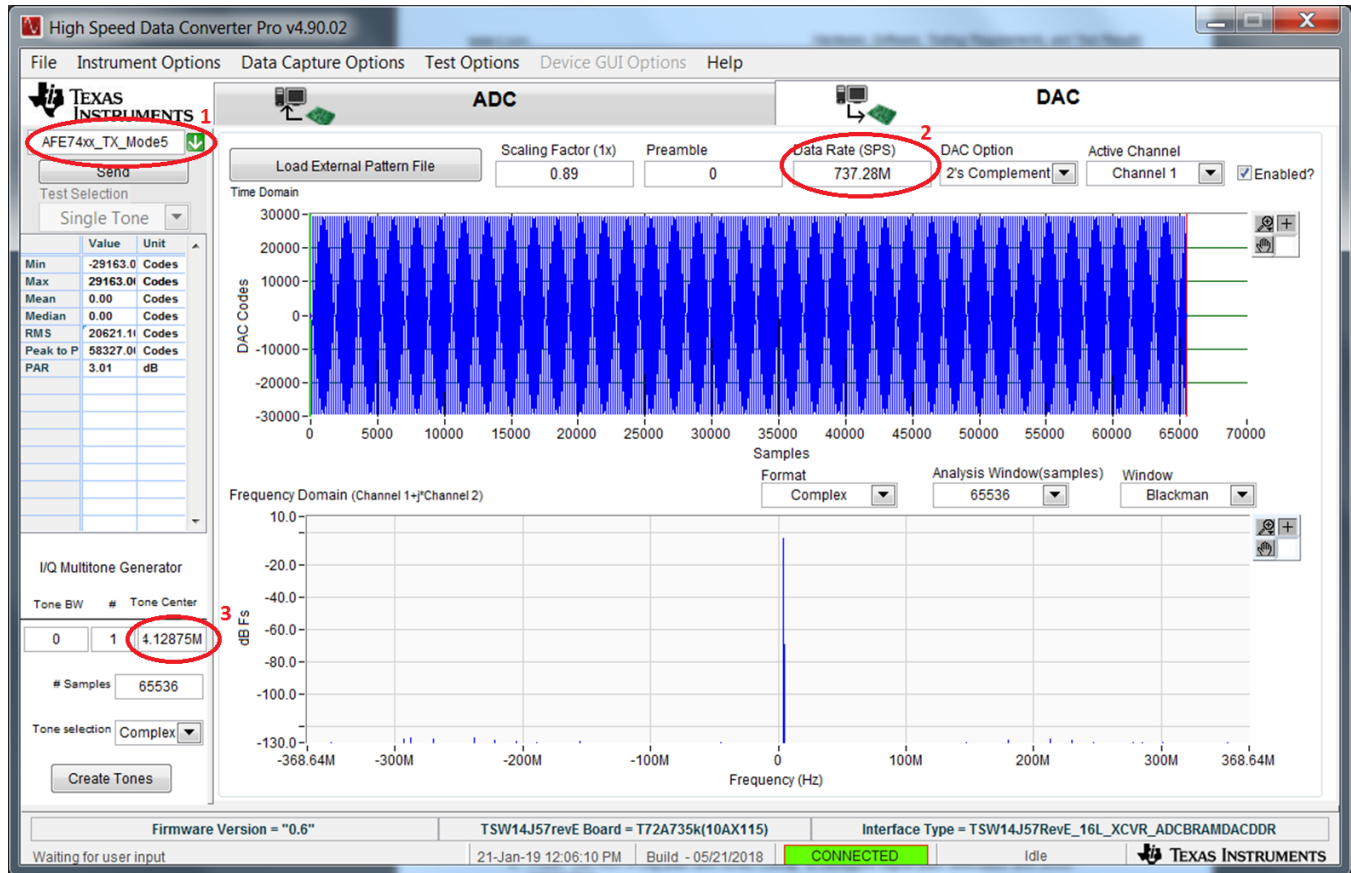 High Speed Data Converter Pro v4.90.02
File Instrument Options Data Capture Options Test Options Device GUI Options Help
TEXAS INSTRUMENTS
ADC
DAC
1
AFE74xx_TX_Mode5
Send
Test Selection
Single Tone
Value Unit
Min -29163.0 Codes
Max 29163.0 Codes
Mean 0.00 Codes
Median 0.00 Codes
RMS 20621.1 Codes
Peak to P 58327.0 Codes
PAR 3.01 dB
I/Q Multitone Generator
Tone BW # Tone Center
3
0 1 4.12875M
# Samples 65536
Tone selection Complex
Create Tones
Load External Pattern File
Scaling Factor (1x) Preamble Data Rate (SPS) DAC Option Active Channel
2
0.89 0 737.28M 2's Complement Channel 1 Enabled?
Time Domain
30000
20000
10000
0
-10000
-20000
-30000
DAC Codes
0 5000 10000 15000 20000 25000 30000 35000 40000 45000 50000 55000 60000 65000 70000
Samples
Format Analysis Window(samples) Window
Complex 65536 Blackman
Frequency Domain (Channel 1+j*Channel 2)
10.0
-20.0
-40.0
-60.0
-80.0
-100.0
-130.0
dB Fs
-368.64M -300M -200M -100M 0 100M 200M 300M 368.64M
Frequency (Hz)
Firmware Version = "0.6" TSW14J57revE Board = T72A735k(10AX115) Interface Type = TSW14J57RevE_16L_XCVR_ADCBRAMDACDDR
Waiting for user input 21-Jan-19 12:06:10 PM Build - 05/21/2018 CONNECTED Idle TEXAS INSTRUMENTS